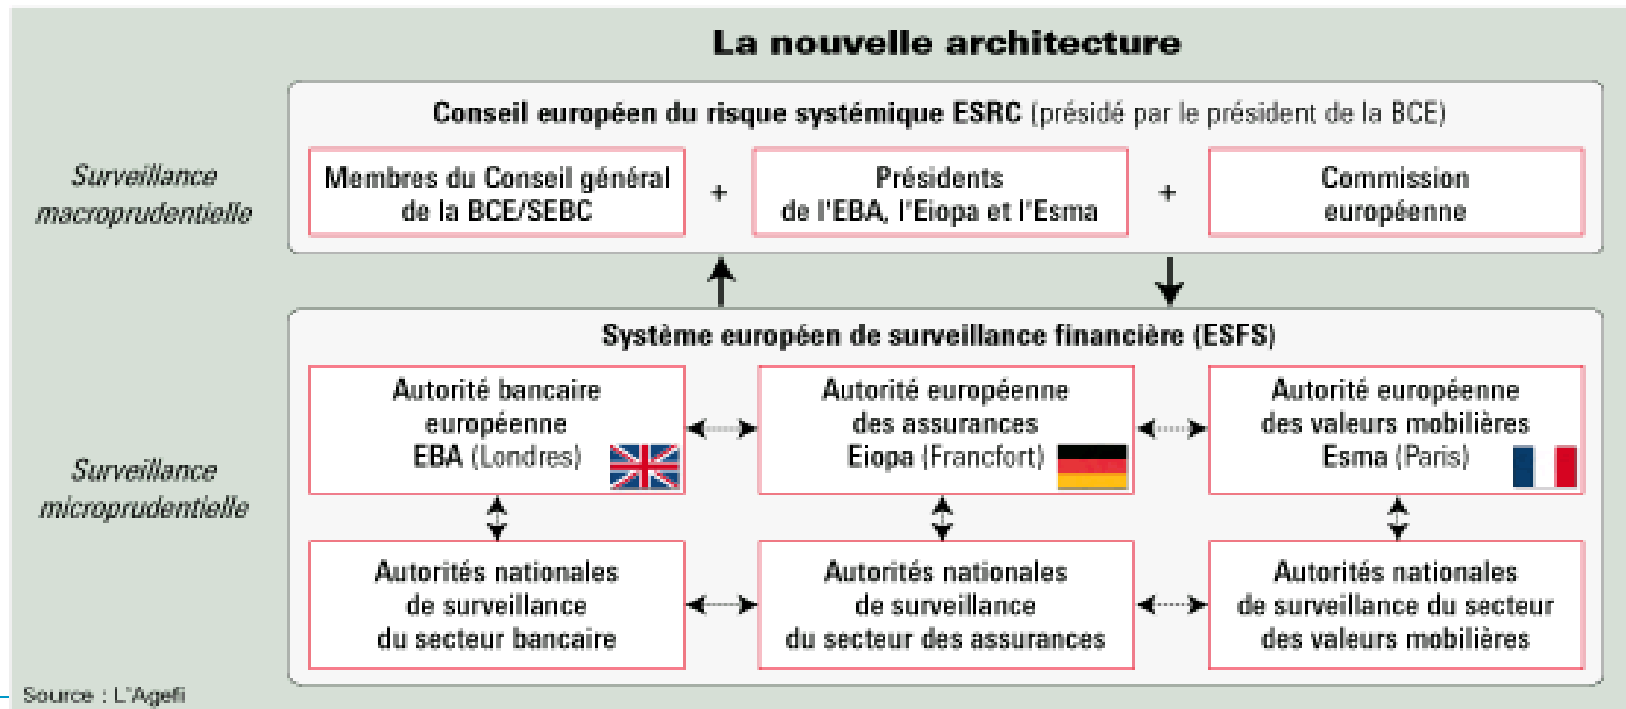 La nouvelle architecture
Conseil européen du risque systémique ESRC (présidé par le président de la BCE)
Surveillance
macroprudentielle
Membres du Conseil général
de la BCE/SEBC
+
Présidents
de l'EBA, l'Eiopa et l'Esma
+
Commission
européenne
Système européen de surveillance financière (ESFS)
Surveillance
microprudentielle
Autorité bancaire
européenne
EBA (Londres)
Autorité européenne
des assurances
Eiopa (Francfort)
Autorité européenne
des valeurs mobilières
Esma (Paris)
Autorités nationales
de surveillance
du secteur bancaire
Autorités nationales
de surveillance
du secteur des assurances
Autorités nationales
de surveillance du secteur
des valeurs mobilières
Source : L'Agefi